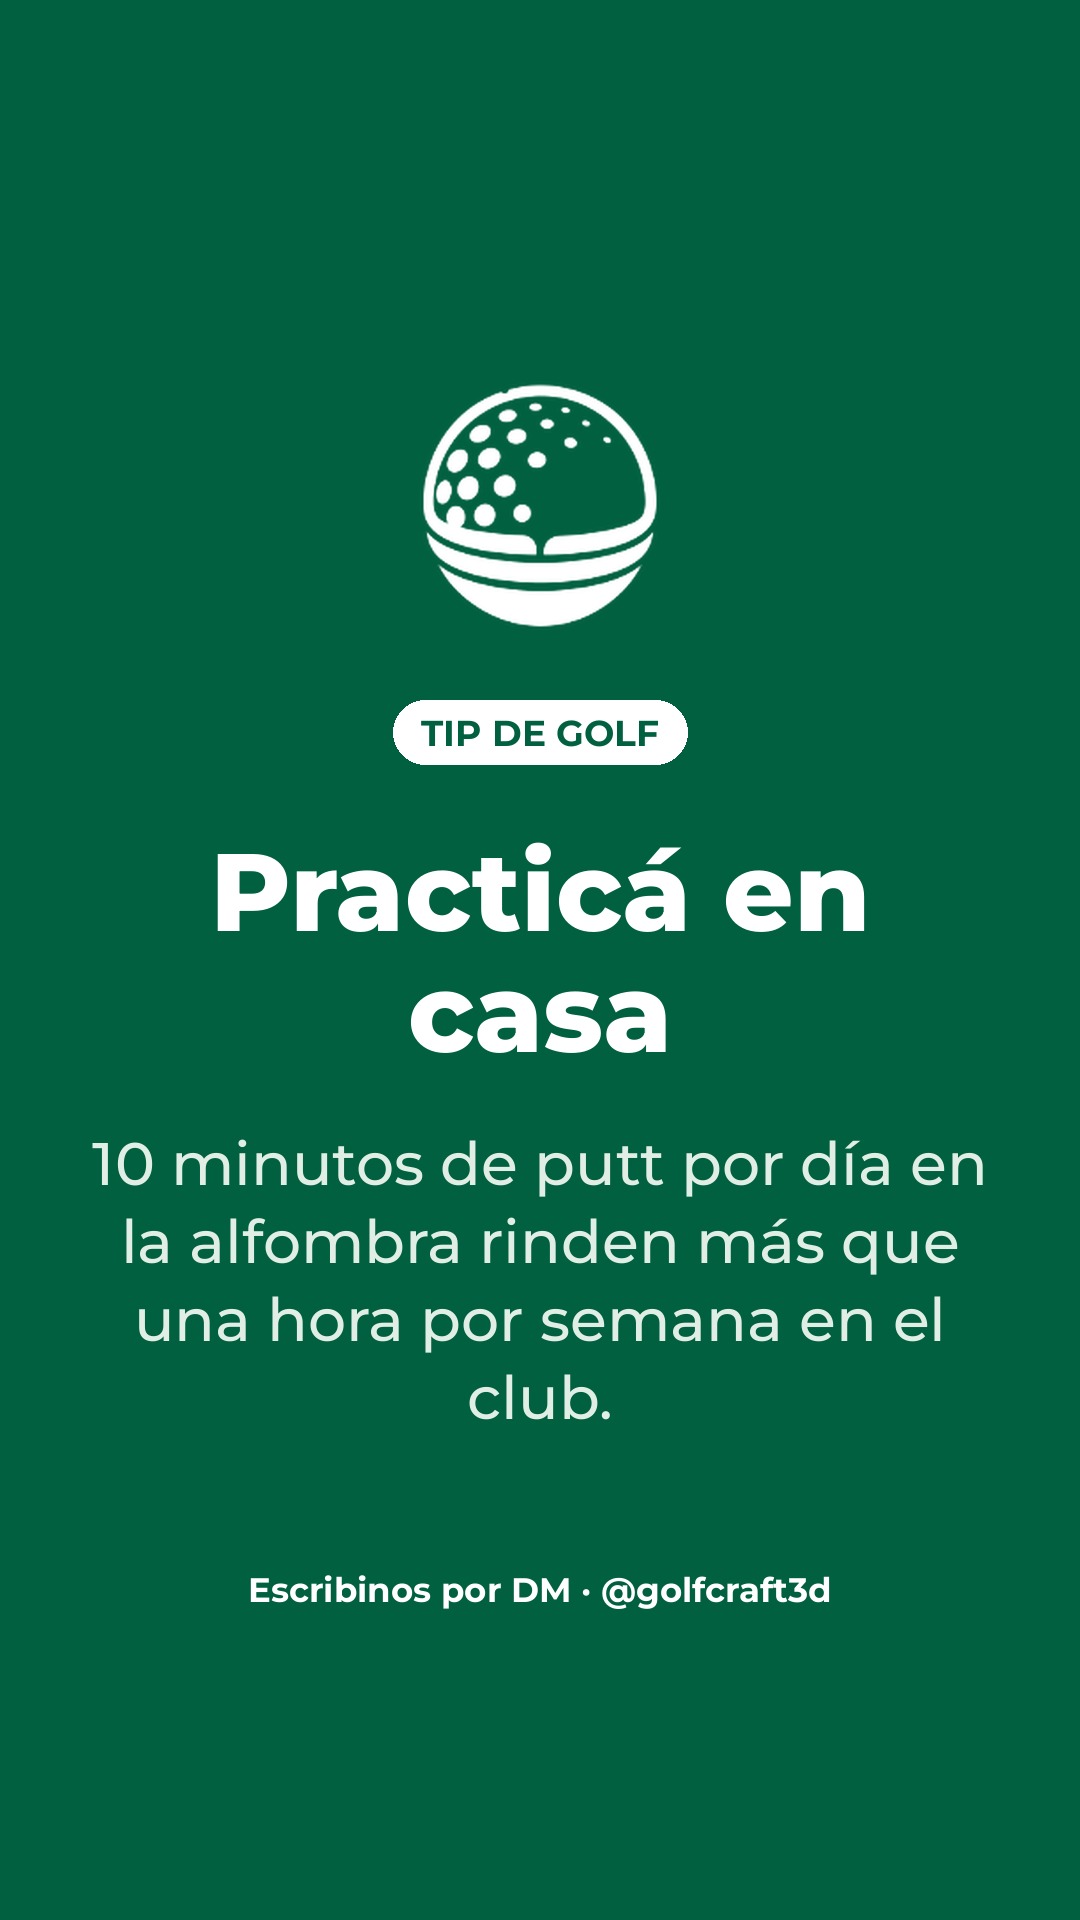 TIP DE GOLF
Practicá en
casa
10 minutos de putt por día en
la alfombra rinden más que
una hora por semana en el
club.
Escribinos por DM · @golfcraft3d